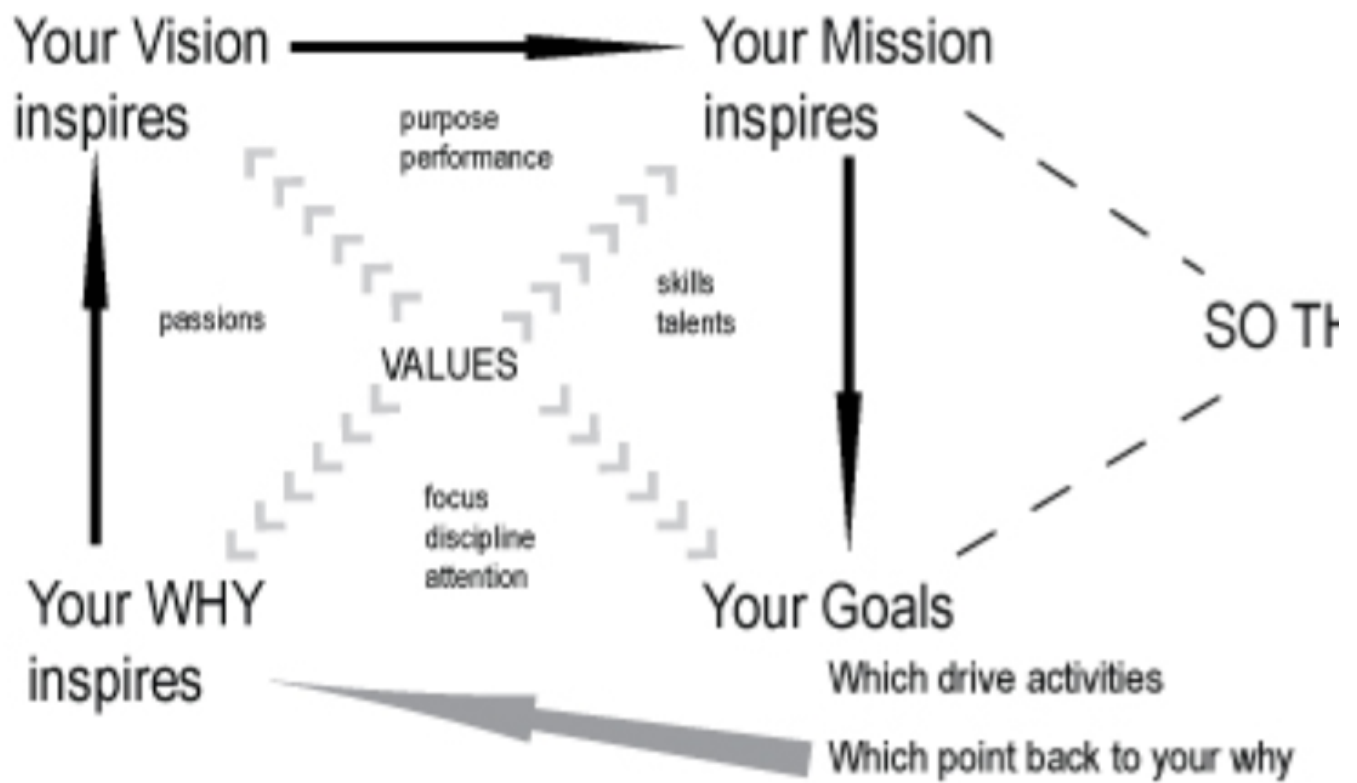 Your Vision
inspires
Your Mission
inspires
purpose
performance
skills
talents
passions
SO TH
VALUES
focus
discipline
attention
Your WHY
inspires
Your Goals
Which drive activities
Which point back to your why